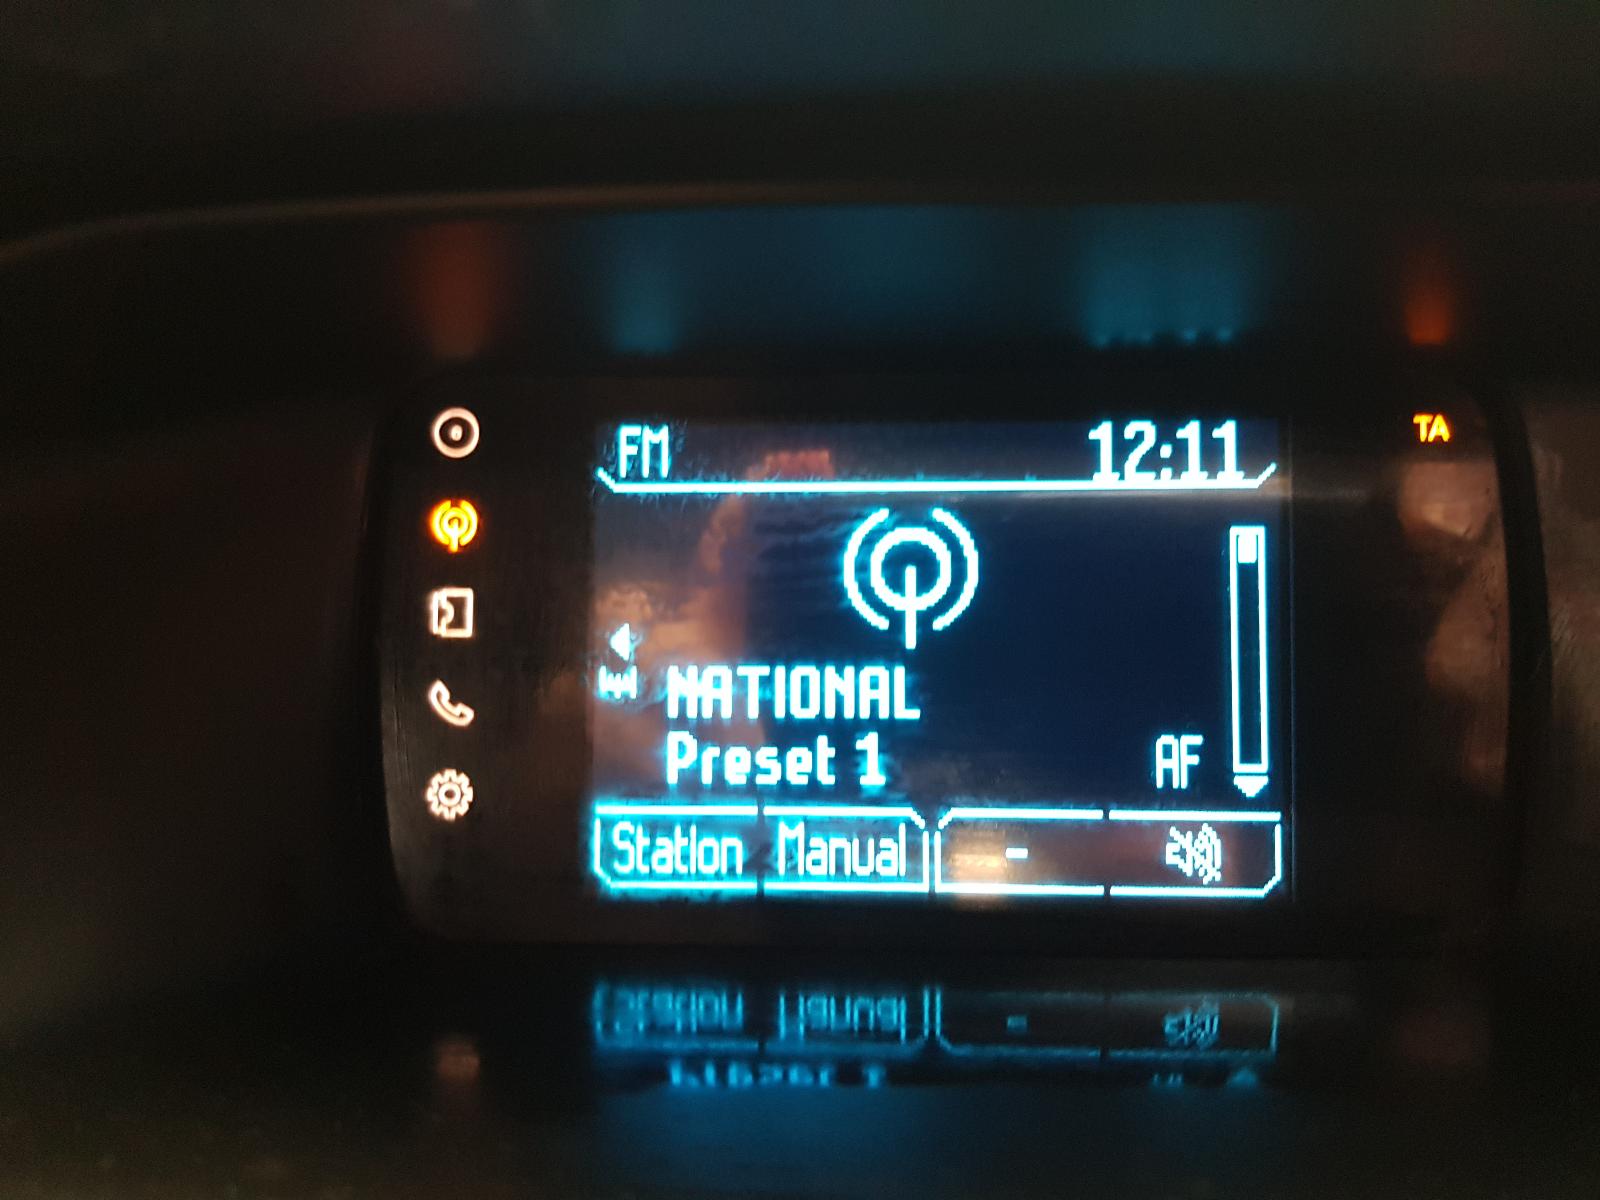 FM 12:11
TA
NATIONAL
Preset 1 AF
Station Manual -